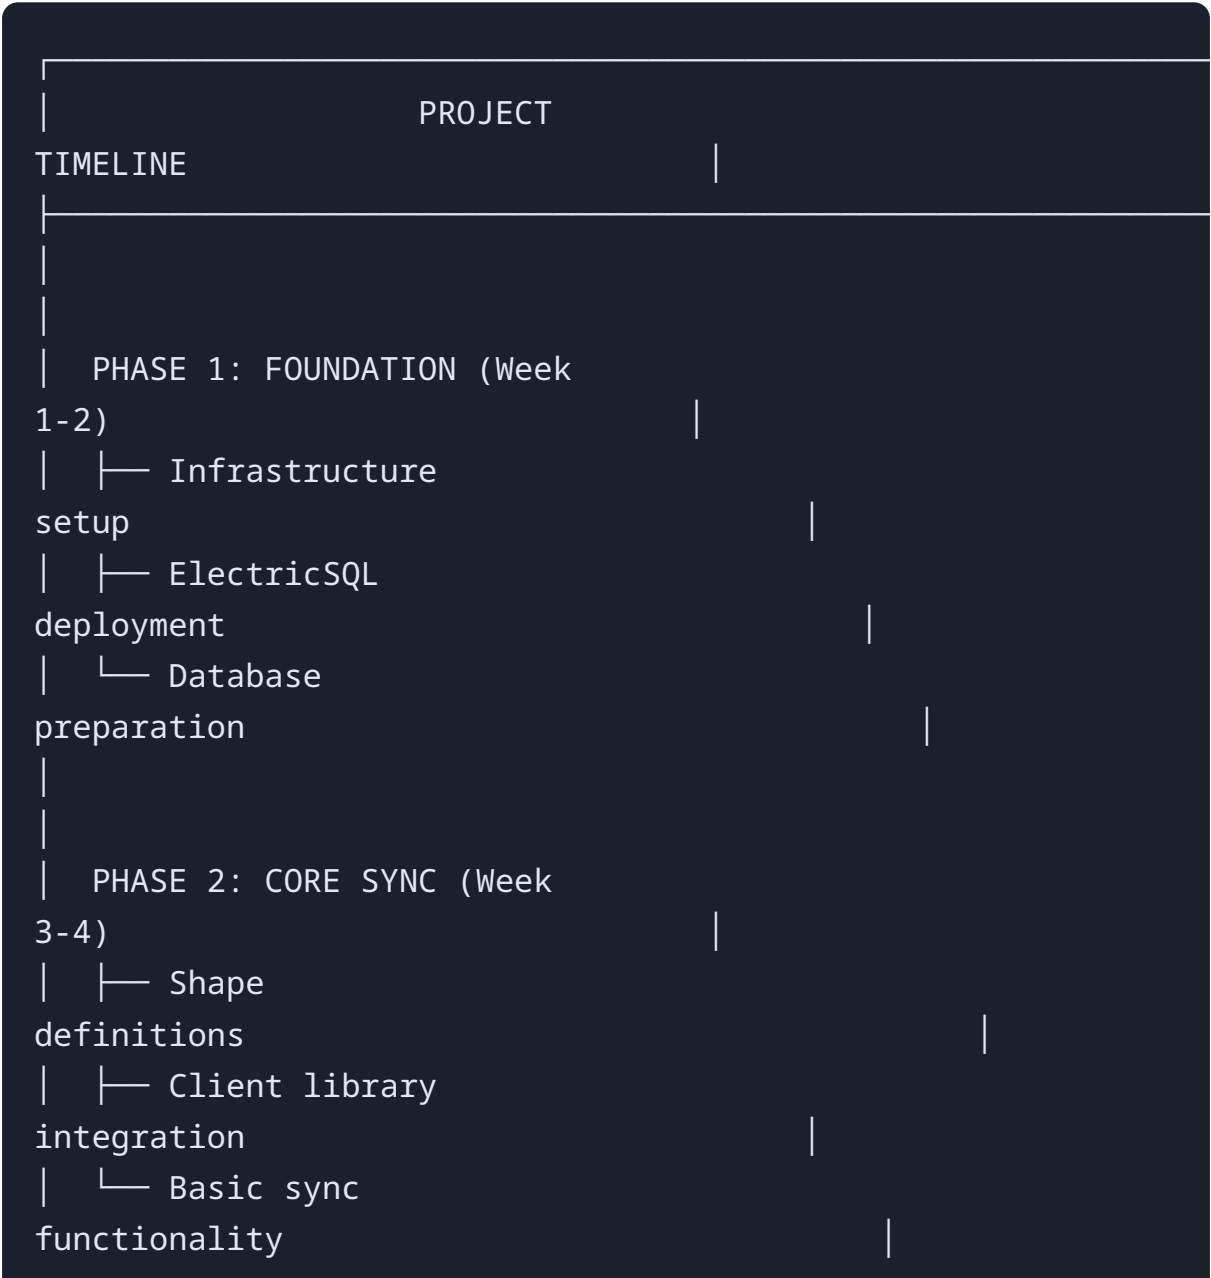 ┌──────────────────────────────────────────────────────────────
│                   PROJECT
TIMELINE                            │
├──────────────────────────────────────────────────────────────
│
│
│  PHASE 1: FOUNDATION (Week
1-2)                               │
│  ├── Infrastructure
setup                                    │
│  ├── ElectricSQL
deployment                                  │
│  └── Database
preparation                                    │
│
│
│  PHASE 2: CORE SYNC (Week
3-4)                                │
│  ├── Shape
definitions                                       │
│  ├── Client library
integration                              │
│  └── Basic sync
functionality                                │